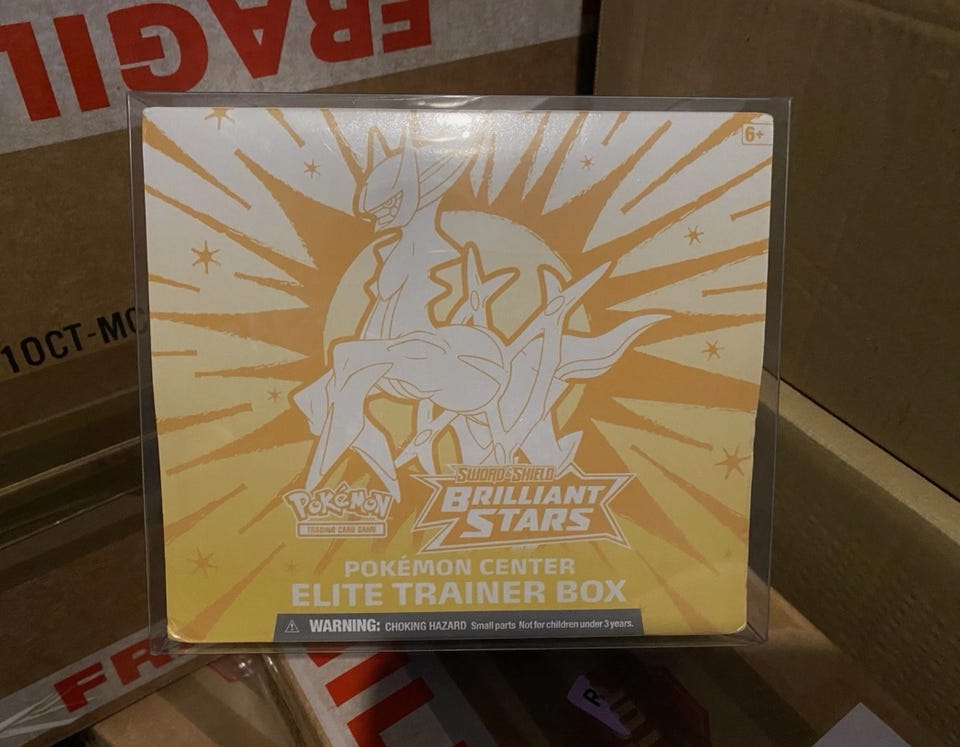 FRAGIL
10CT-MC
6+
Pokémon
TRADING CARD GAME
SWORD & SHIELD
BRILLIANT
STARS
POKÉMON CENTER
ELITE TRAINER BOX
WARNING: CHOKING HAZARD Small parts Not for children under 3 years.
FR